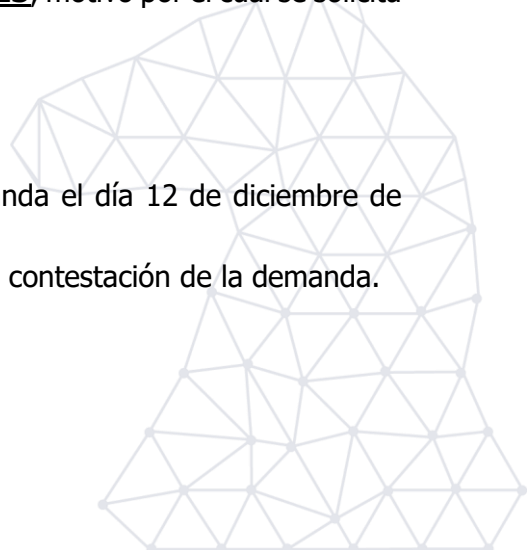 motivo por el cual se solicita
nda el día 12 de diciembre de
contestación de la demanda.